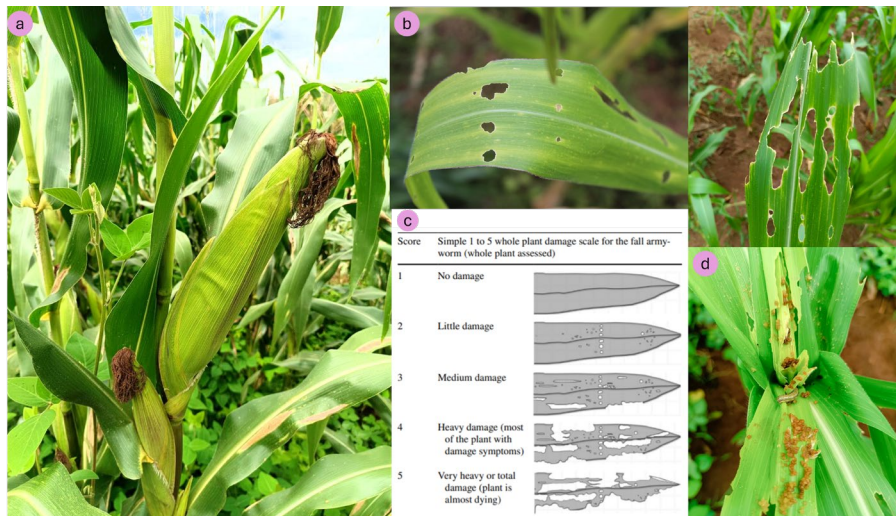 a
b
c
Score Simple 1 to 5 whole plant damage scale for the fall army-
worm (whole plant assessed)
1 No damage
2 Little damage
3 Medium damage
4 Heavy damage (most
of the plant with
damage symptoms)
5 Very heavy or total
damage (plant is
almost dying)
d